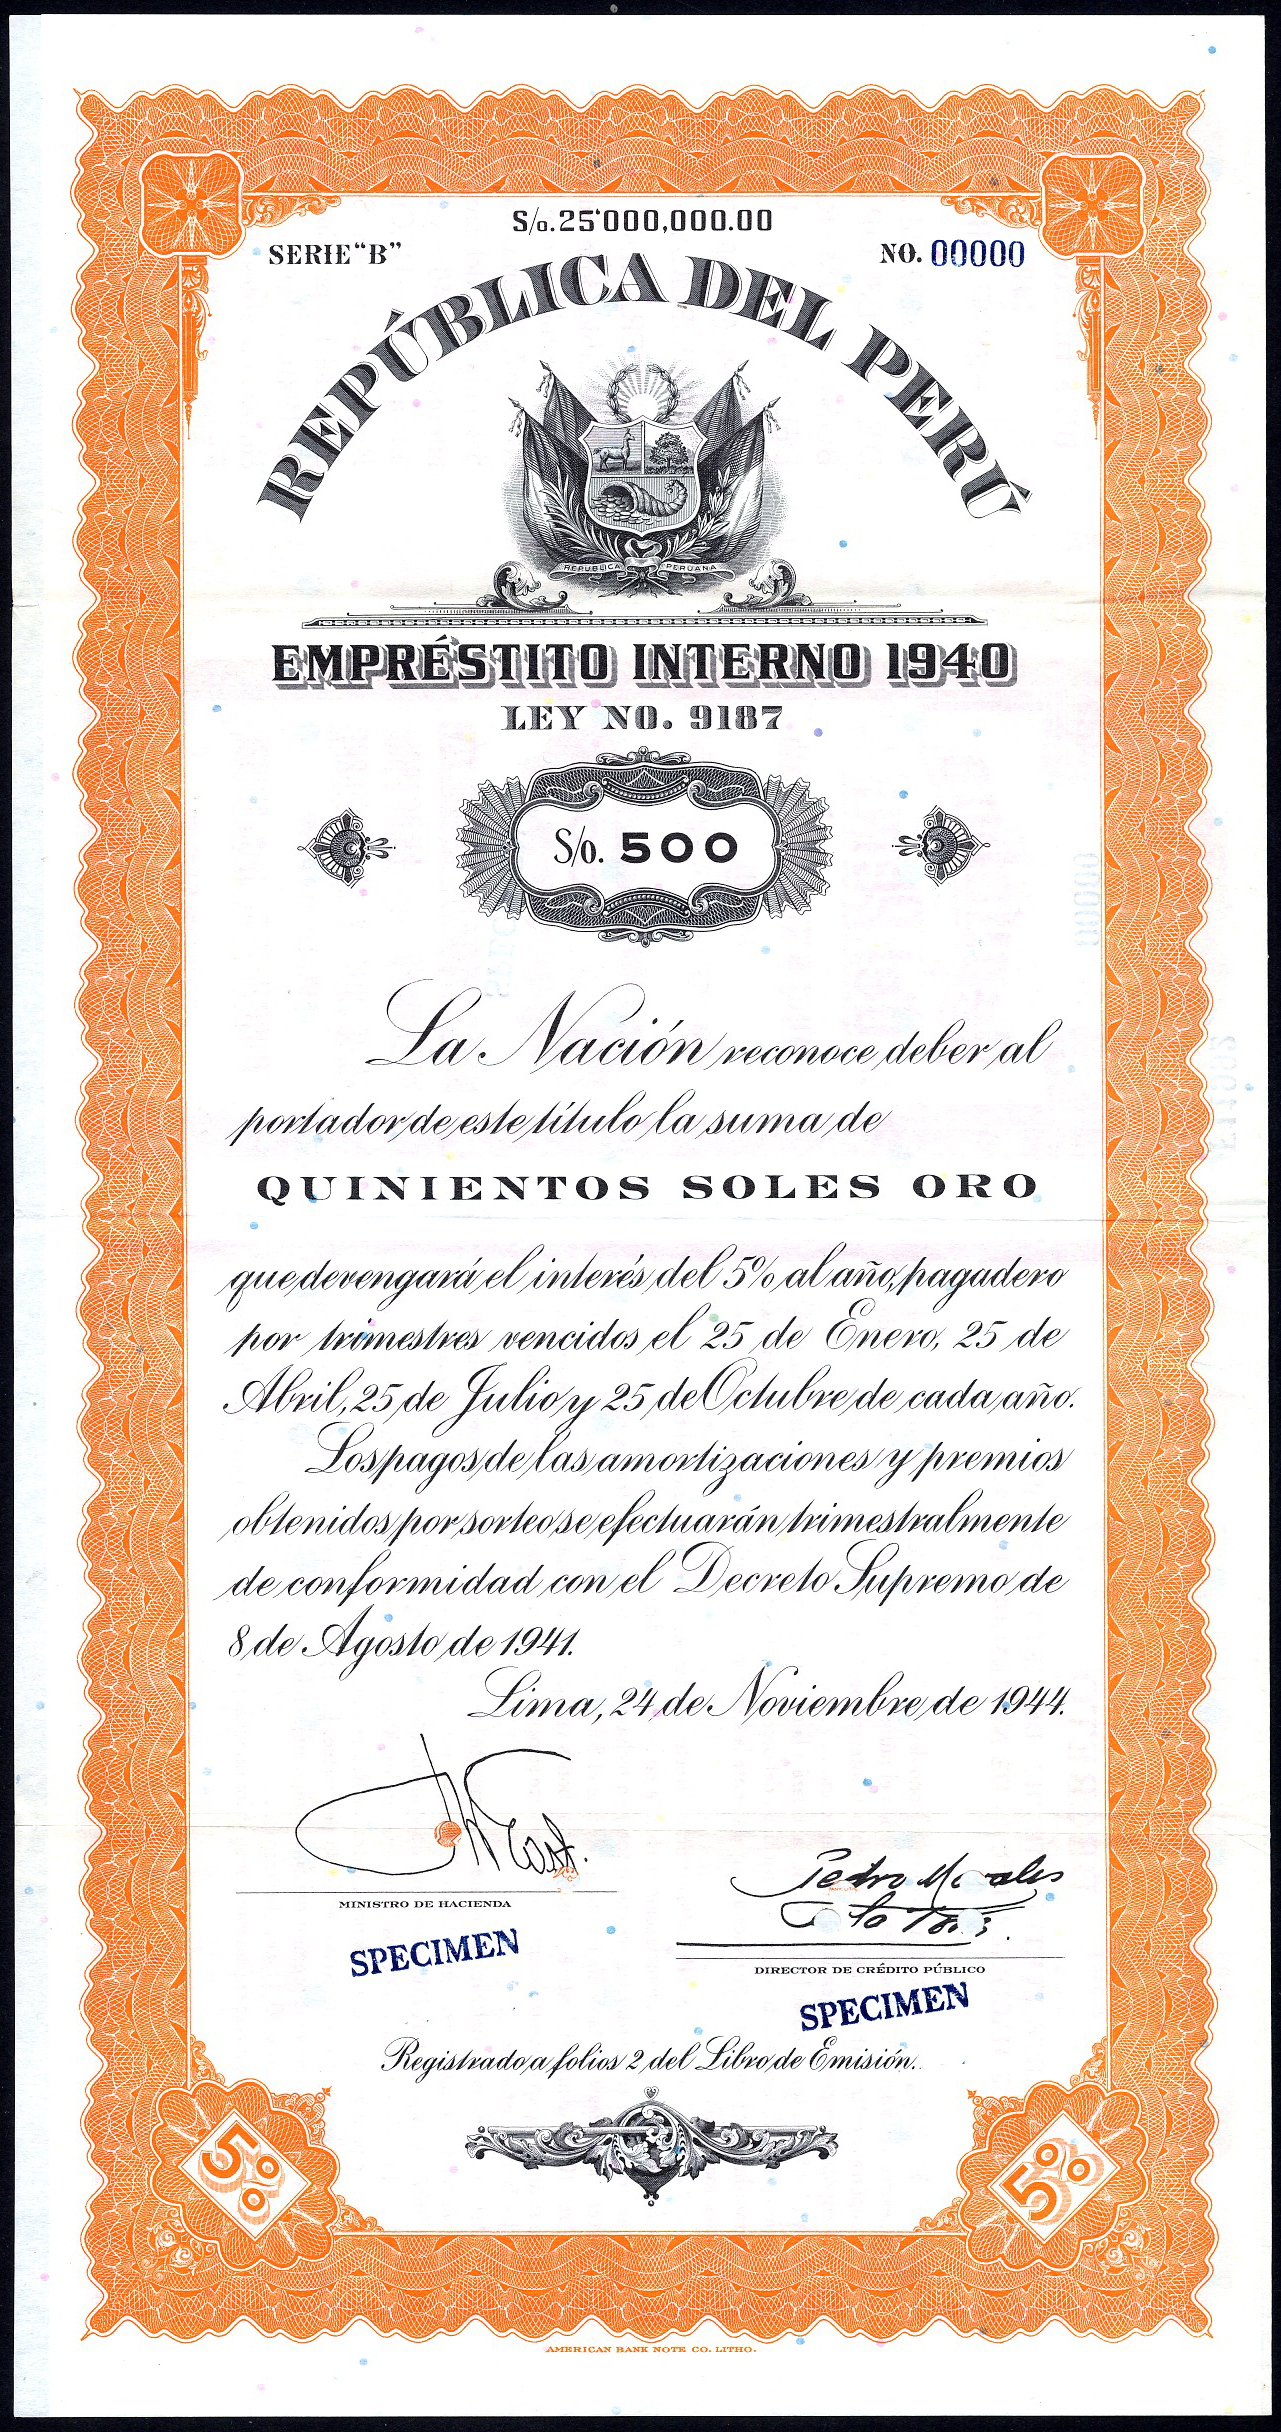 S/o.25'000,000.00
SERIE "B"
NO. 00000
REPÚBLICA DEL PERÚ
REPUBLICA PERUANA
EMPRÉSTITO INTERNO 1940
LEY NO. 9187
S/o. 500
La Nación reconoce deber al
portador de este título la suma de
QUINIENTOS SOLES ORO
que devengará el interés del 5% al año, pagadero
por trimestres vencidos el 25 de Enero, 25 de
Abril, 25 de Julio y 25 de Octubre de cada año.
Los pagos de las amortizaciones y premios
obtenidos por sorteo se efectuarán trimestralmente
de conformidad con el Decreto Supremo de
8 de Agosto de 1941.
Lima, 24 de Noviembre de 1944.
Pedro
MINISTRO DE HACIENDA
SPECIMEN
DIRECTOR DE CRÉDITO PÚBLICO
SPECIMEN
Registrado a folios 2 del Libro de Emisión.
5%
5%
AMERICAN BANK NOTE CO. LITHO.